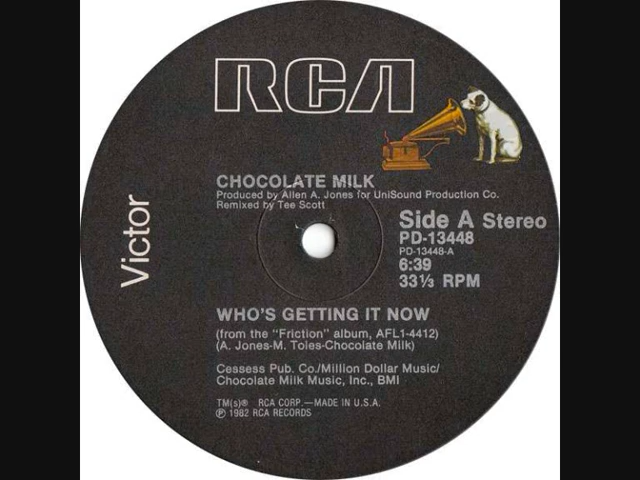 RCA
Victor
CHOCOLATE MILK
Produced by Allen A. Jones for UniSound Production Co.
Remixed by Tee Scott
Side A Stereo
PD-13448
PD-13448-A
6:39
33⅓ RPM
WHO'S GETTING IT NOW
(from the "Friction" album, AFL1-4412)
(A. Jones-M. Toles-Chocolate Milk)
Cessess Pub. Co./Million Dollar Music/
Chocolate Milk Music, Inc., BMI
TM(s)® RCA CORP.—MADE IN U.S.A.
℗ 1982 RCA RECORDS